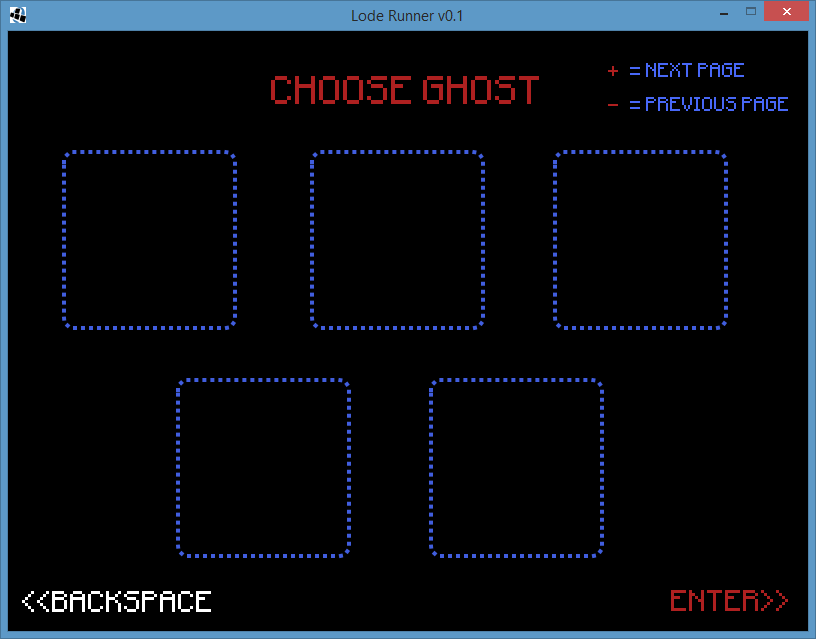 Lode Runner v0.1
CHOOSE GHOST
+ = NEXT PAGE
- = PREVIOUS PAGE
<<BACKSPACE
ENTER>>